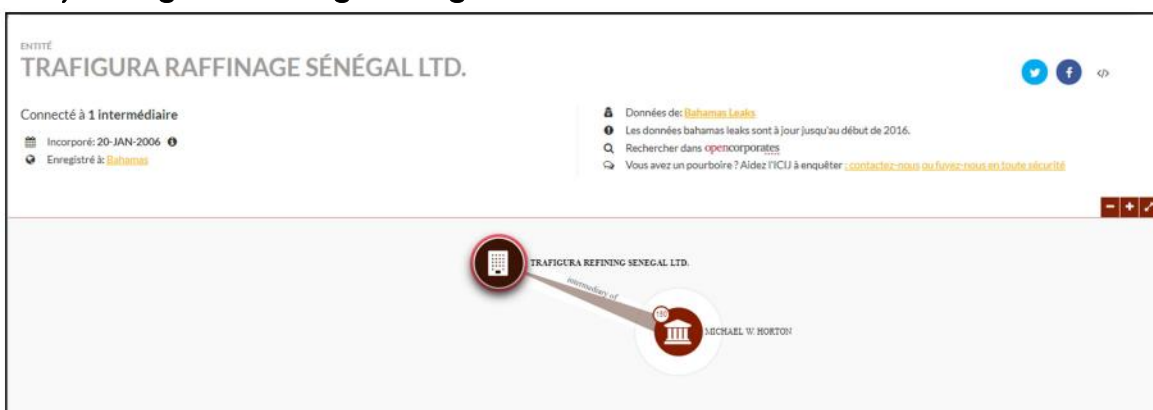 ENTITÉ
TRAFIGURA RAFFINAGE SÉNÉGAL LTD.
Connecté à 1 intermédiaire
Incorporé: 20-JAN-2006
Enregistré à: Bahamas
Données de: Bahamas Leaks
Les données bahamas leaks sont à jour jusqu'au début de 2016.
Rechercher dans opencorporates
Vous avez un pourboire ? Aidez l'ICIJ à enquêter : contactez-nous ou fuyez-nous en toute sécurité
TRAFIGURA REFINING SENEGAL LTD.
intermediary of
180
MICHAEL W. HORTON